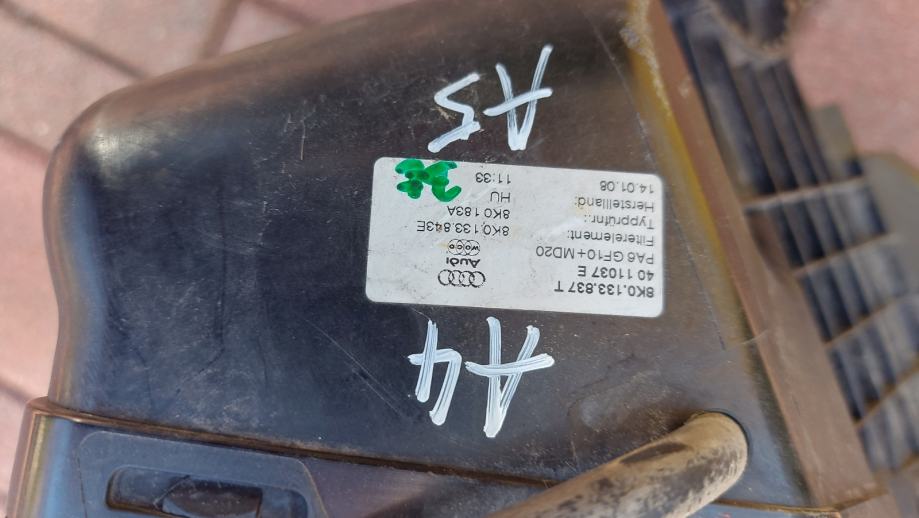 A4
8K0.133.837 T
40 11037 E
PA6 GF10+MD20
Audi
WOCO
Filterelement: 8K0.133.843E
Typprüfnr.: 8K0 183A
Herstellland: HU
14.01.08 11:33
A5